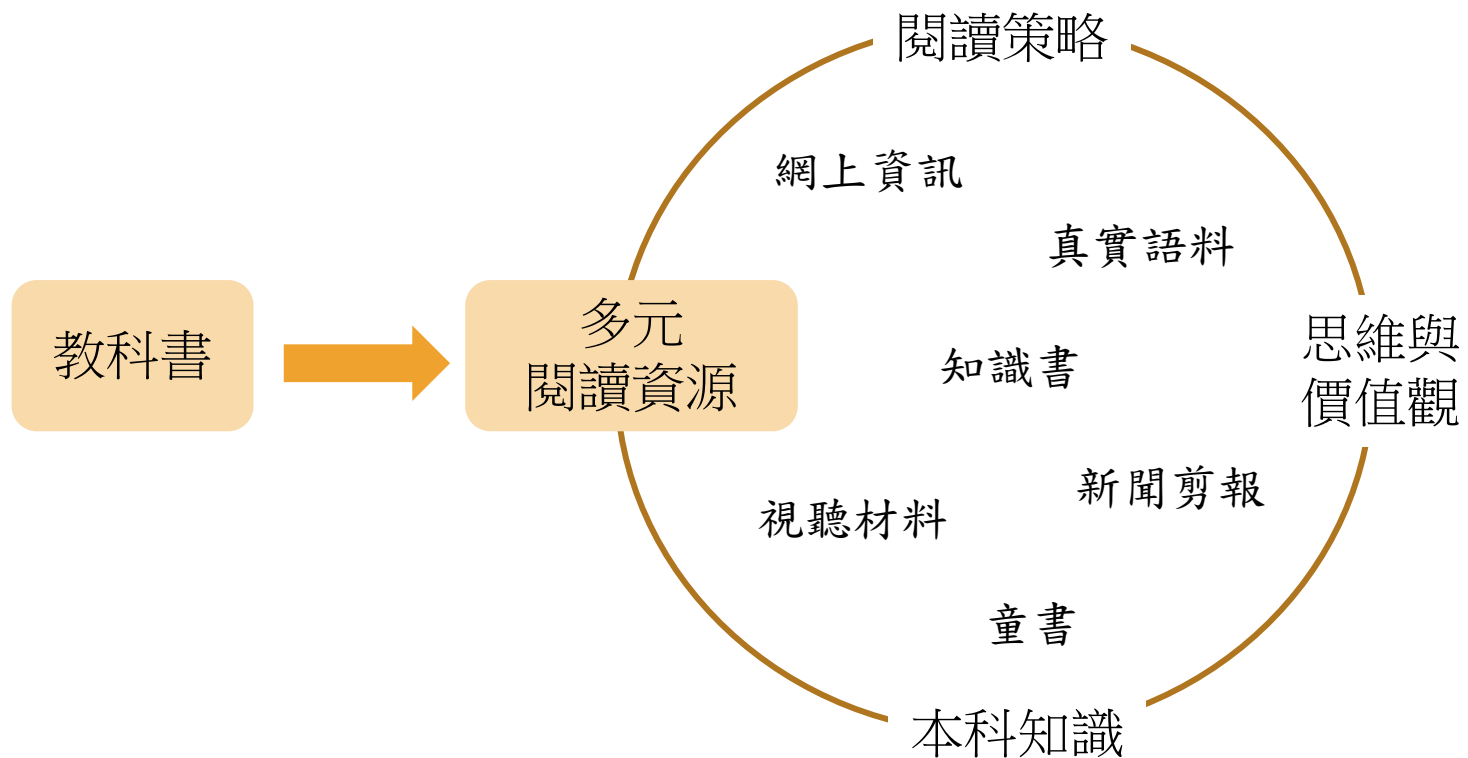 閱讀策略
網上資訊
真實語料
教科書
多元
閱讀資源
知識書
思維與
價值觀
新聞剪報
視聽材料
童書
本科知識